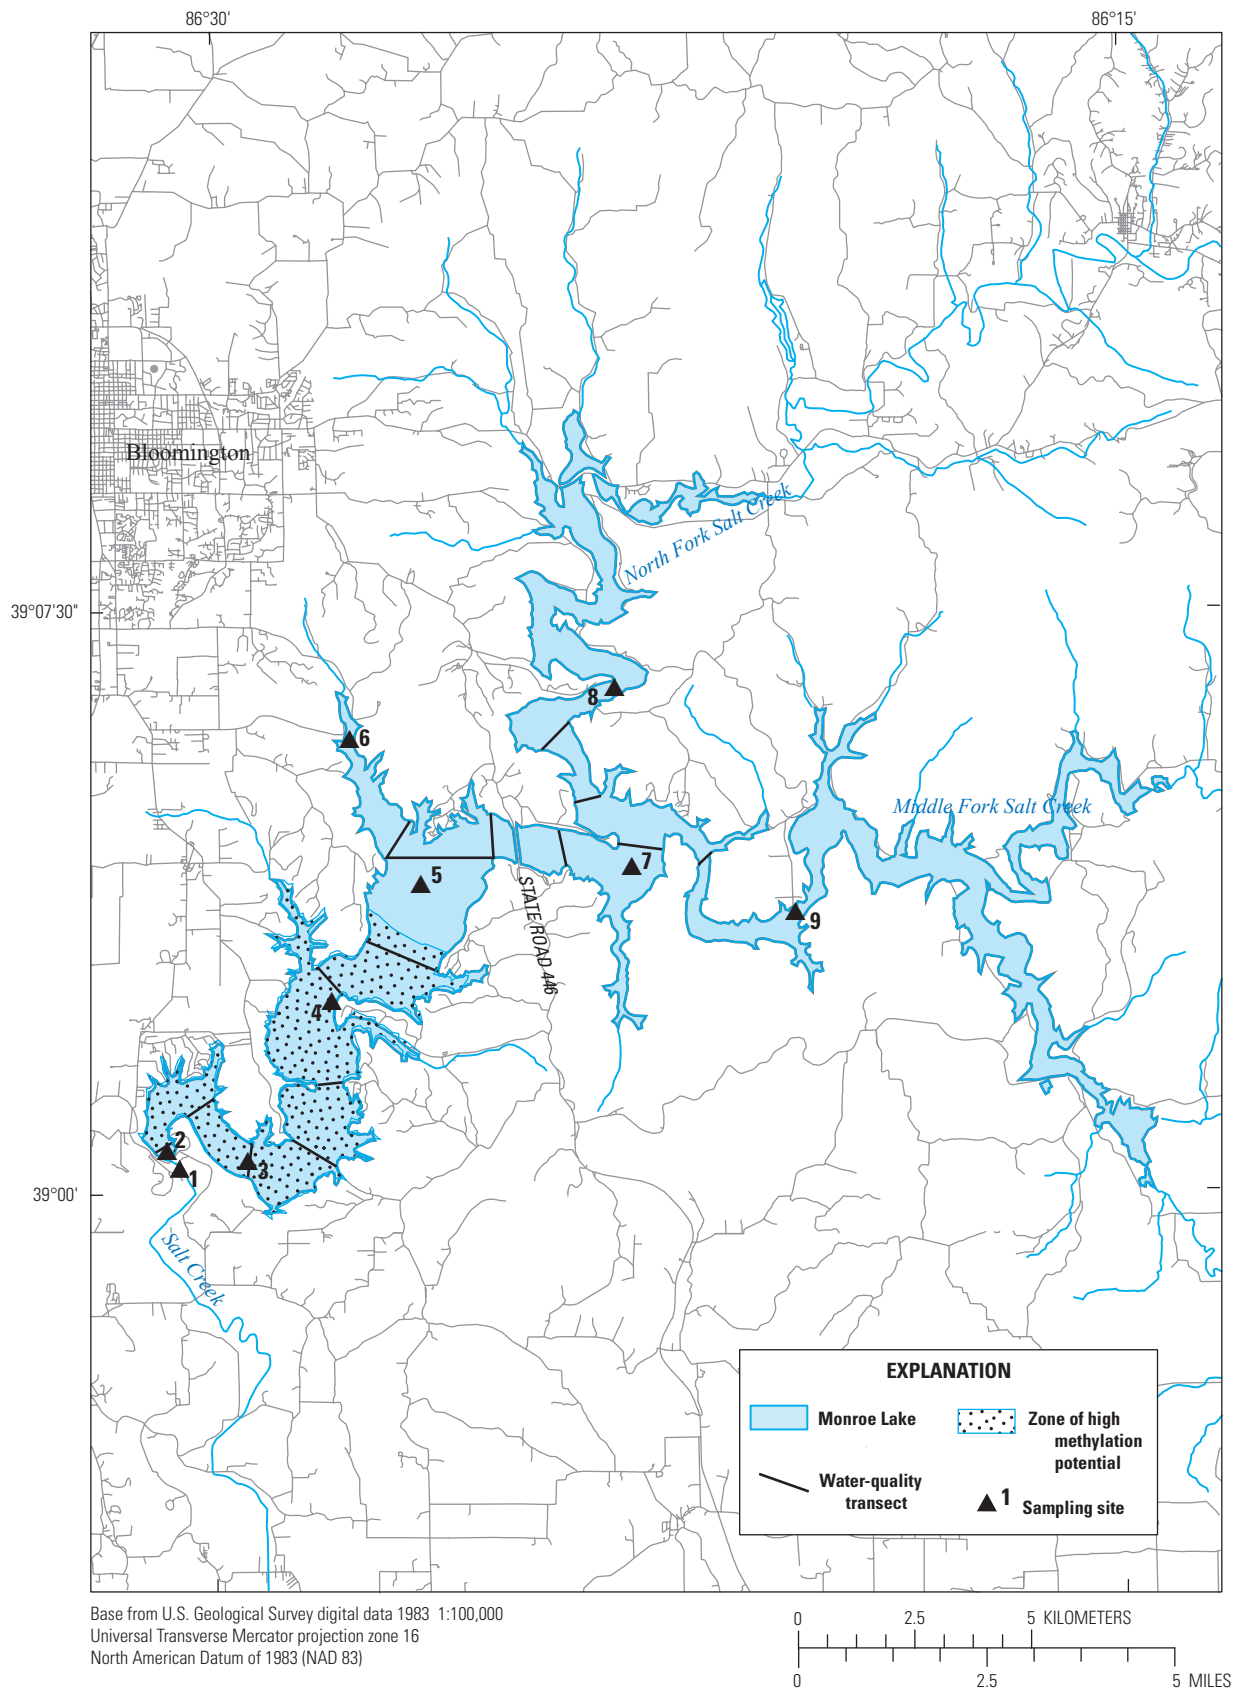 86°30'
86°15'
Bloomington
North Fork Salt Creek
39°07'30"
8
6
Middle Fork Salt Creek
5
7
STATE ROAD 446
9
4
2
1
3
39°00'
Salt Creek
EXPLANATION
Monroe Lake
Zone of high
methylation
potential
Water-quality
transect
1
Sampling site
Base from U.S. Geological Survey digital data 1983 1:100,000
Universal Transverse Mercator projection zone 16
North American Datum of 1983 (NAD 83)
0 2.5 5 KILOMETERS
0 2.5 5 MILES